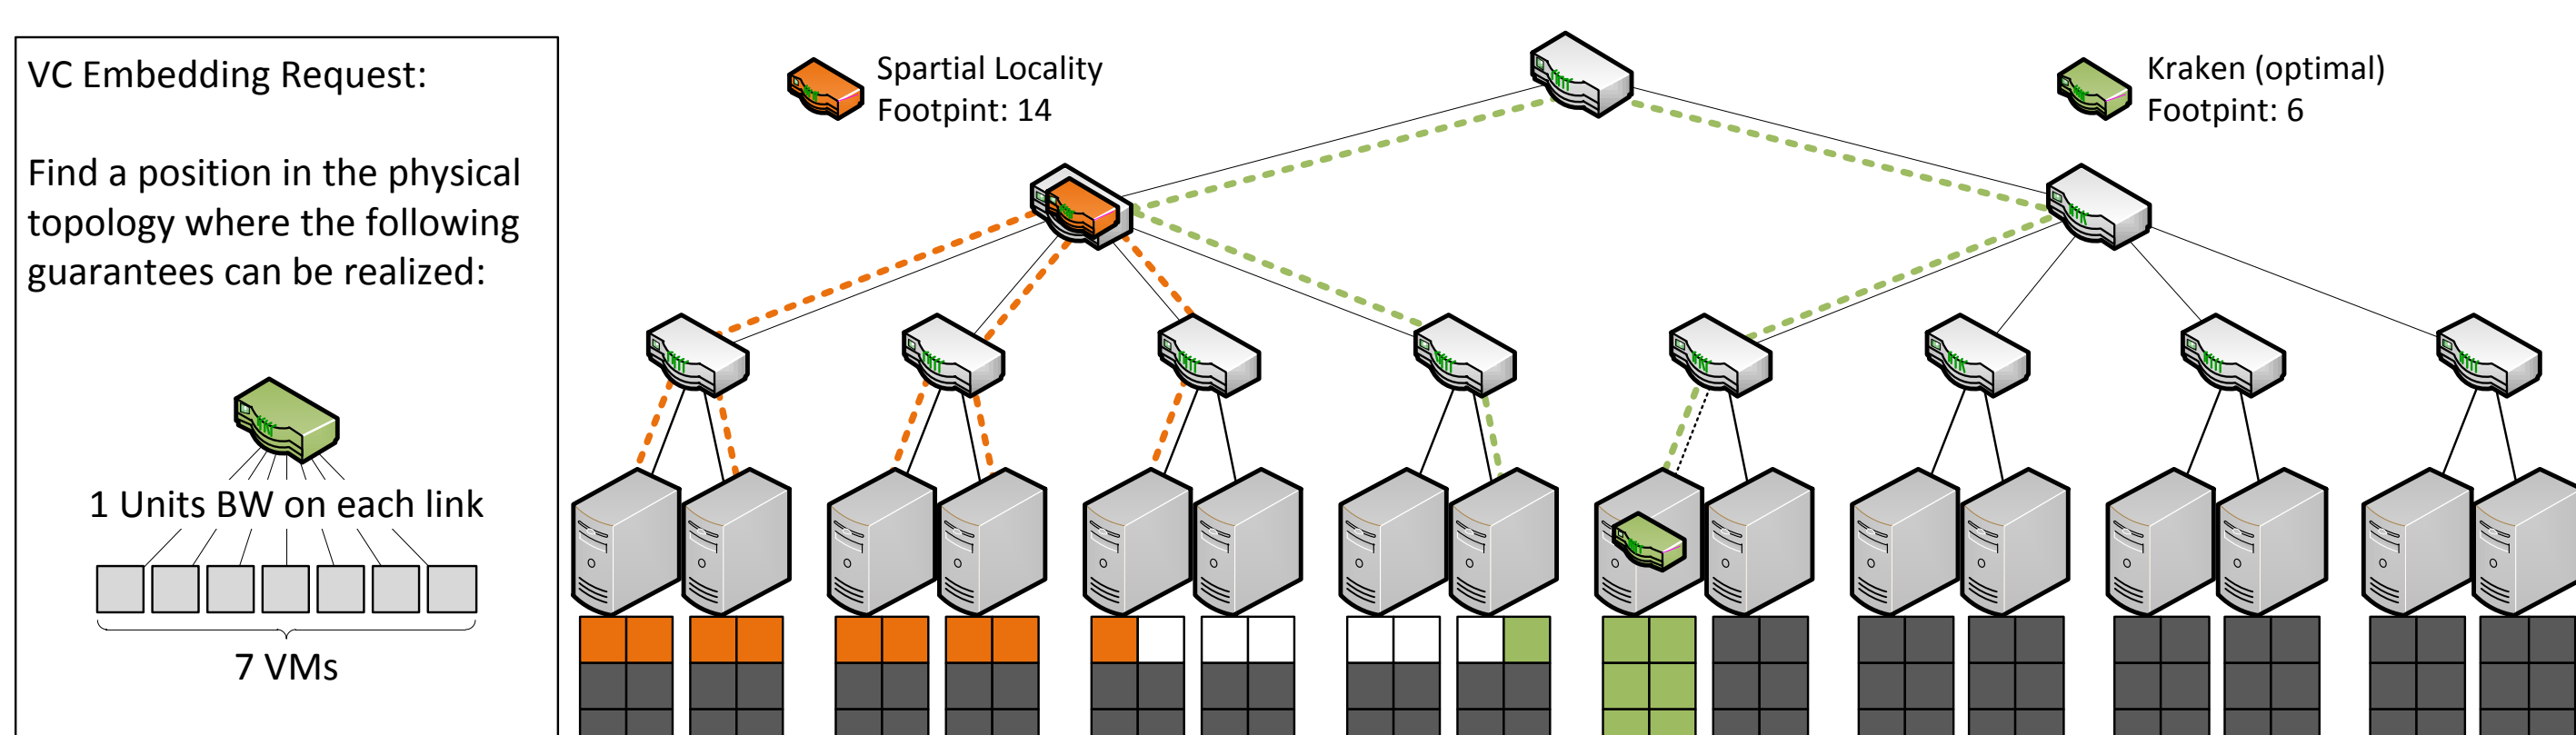 VC Embedding Request:
Find a position in the physical
topology where the following
guarantees can be realized:
1 Units BW on each link
7 VMs
Spartial Locality
Footpint: 14
Kraken (optimal)
Footpint: 6